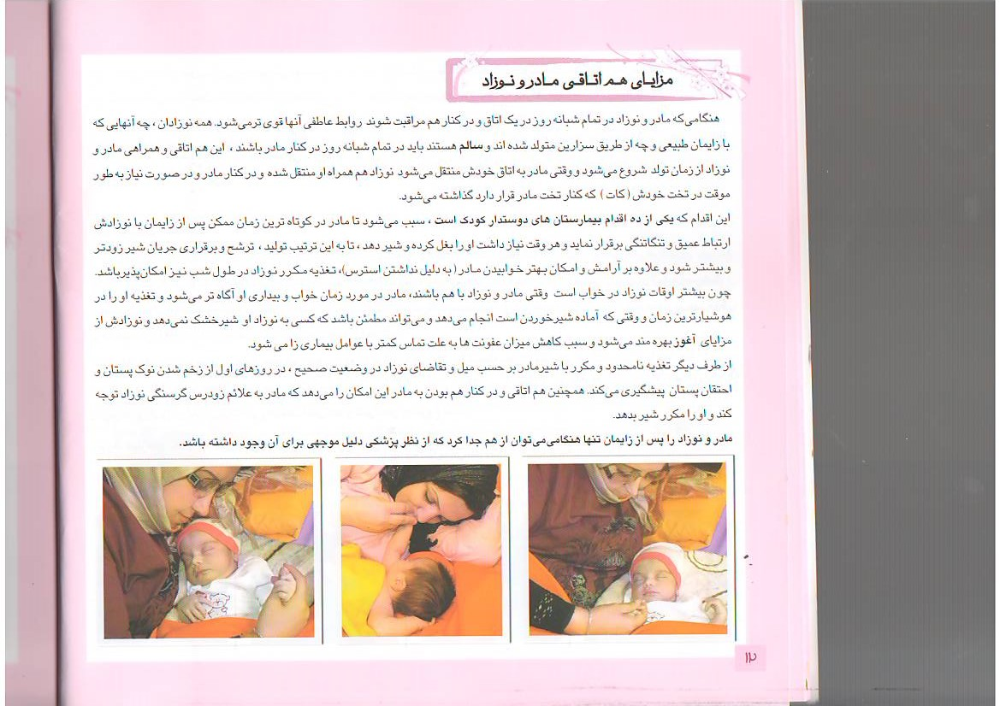 مزایای هم اتاقی مادر و نوزاد
هنگامی‌که مادر و نوزاد در تمام شبانه روز در یک اتاق و در کنار هم مراقبت شوند روابط عاطفی آنها قوی ترمی‌شود. همه نوزادان ، چه آنهایی که
با زایمان طبیعی و چه از طریق سزارین متولد شده اند و سالم هستند باید در تمام شبانه روز در کنار مادر باشند ، این هم اتاقی و همراهی مادر و
نوزاد از زمان تولد شروع می‌شود و وقتی مادر به اتاق خودش منتقل می‌شود نوزاد هم همراه او منتقل شده و در کنار مادر و در صورت نیاز به طور
موقت در تخت خودش ( کات ) که کنار تخت مادر قرار دارد گذاشته می‌شود.
این اقدام که یکی از ده اقدام بیمارستان های دوستدار کودک است ، سبب می‌شود تا مادر در کوتاه ترین زمان ممکن پس از زایمان با نوزادش
ارتباط عمیق و تنگاتنگی برقرار نماید و هر وقت نیاز داشت او را بغل کرده و شیر دهد ، تا به این ترتیب تولید ، ترشح و برقراری جریان شیر زودتر
و بیشتر شود و علاوه بر آرامش و امکان بهتر خوابیدن مادر ( به دلیل نداشتن استرس)، تغذیه مکرر نوزاد در طول شب نیز امکان‌پذیرباشد.
چون بیشتر اوقات نوزاد در خواب است وقتی مادر و نوزاد با هم باشند، مادر در مورد زمان خواب و بیداری او آگاه تر می‌شود و تغذیه او را در
هوشیارترین زمان و وقتی که آماده شیرخوردن است انجام می‌دهد و می‌تواند مطمئن باشد که کسی به نوزاد او شیرخشک نمی‌دهد و نوزادش از
مزایای آغوز بهره مند می‌شود و سبب کاهش میزان عفونت ها به علت تماس کمتر با عوامل بیماری زا می شود.
از طرف دیگر تغذیه نامحدود و مکرر با شیرمادر بر حسب میل و تقاضای نوزاد در وضعیت صحیح ، در روزهای اول از زخم شدن نوک پستان و
احتقان پستان پیشگیری می‌کند. همچنین هم اتاقی و در کنار هم بودن به مادر این امکان را می‌دهد که مادر به علائم زودرس گرسنگی نوزاد توجه
کند و او را مکرر شیر بدهد.
مادر و نوزاد را پس از زایمان تنها هنگامی‌می‌توان از هم جدا کرد که از نظر پزشکی دلیل موجهی برای آن وجود داشته باشد.
۱۲